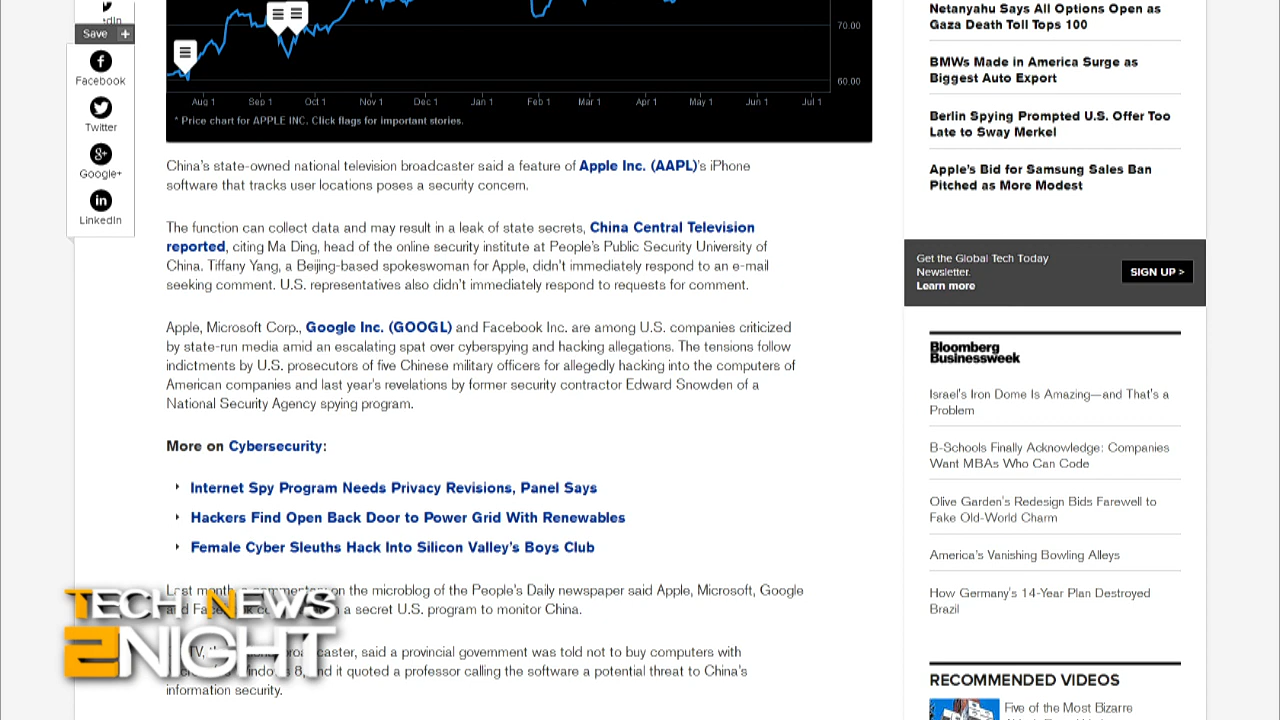 dIn
Save +
Facebook
Twitter
Google+
LinkedIn
70.00
60.00
Aug 1 Sep 1 Oct 1 Nov 1 Dec 1 Jan 1 Feb 1 Mar 1 Apr 1 May 1 Jun 1 Jul 1
* Price chart for APPLE INC. Click flags for important stories.
China's state-owned national television broadcaster said a feature of Apple Inc. (AAPL)'s iPhone
software that tracks user locations poses a security concern.
The function can collect data and may result in a leak of state secrets, China Central Television
reported, citing Ma Ding, head of the online security institute at People's Public Security University of
China. Tiffany Yang, a Beijing-based spokeswoman for Apple, didn't immediately respond to an e-mail
seeking comment. U.S. representatives also didn't immediately respond to requests for comment.
Apple, Microsoft Corp., Google Inc. (GOOGL) and Facebook Inc. are among U.S. companies criticized
by state-run media amid an escalating spat over cyberspying and hacking allegations. The tensions follow
indictments by U.S. prosecutors of five Chinese military officers for allegedly hacking into the computers of
American companies and last year's revelations by former security contractor Edward Snowden of a
National Security Agency spying program.
More on Cybersecurity:
Internet Spy Program Needs Privacy Revisions, Panel Says
Hackers Find Open Back Door to Power Grid With Renewables
Female Cyber Sleuths Hack Into Silicon Valley's Boys Club
Last month, a commentary on the microblog of the People's Daily newspaper said Apple, Microsoft, Google
and a secret U.S. program to monitor China.
said a provincial government was told not to buy computers with
8, and it quoted a professor calling the software a potential threat to China's
information security.
TECH NEWS
2NIGHT
Netanyahu Says All Options Open as
Gaza Death Toll Tops 100
BMWs Made in America Surge as
Biggest Auto Export
Berlin Spying Prompted U.S. Offer Too
Late to Sway Merkel
Apple's Bid for Samsung Sales Ban
Pitched as More Modest
Get the Global Tech Today
Newsletter.
Learn more
SIGN UP >
Bloomberg
Businessweek
Israel's Iron Dome Is Amazing—and That's a
Problem
B-Schools Finally Acknowledge: Companies
Want MBAs Who Can Code
Olive Garden's Redesign Bids Farewell to
Fake Old-World Charm
America's Vanishing Bowling Alleys
How Germany's 14-Year Plan Destroyed
Brazil
RECOMMENDED VIDEOS
Five of the Most Bizarre